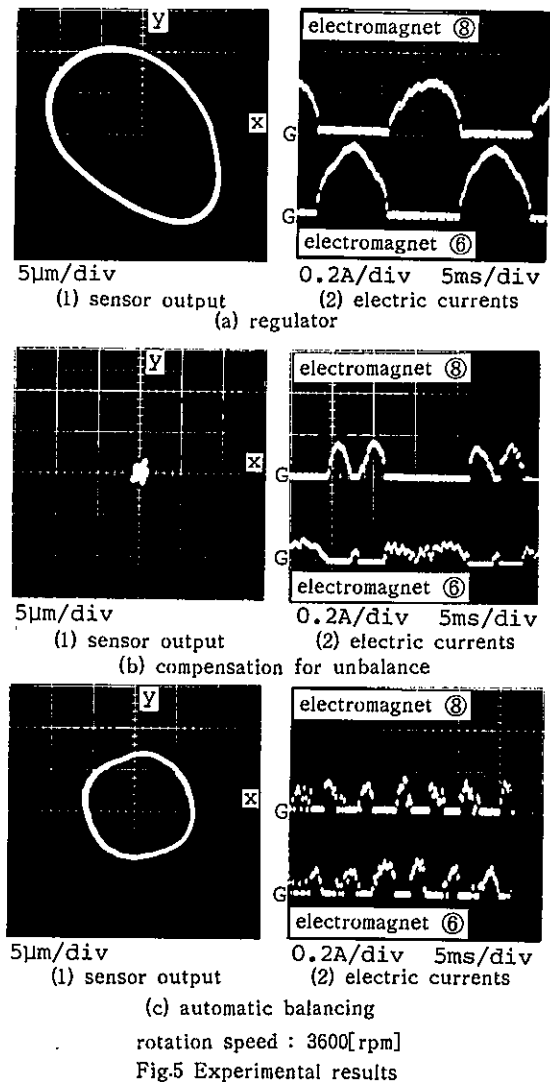 y
electromagnet ⑧
x
G
G
electromagnet ⑥
5µm/div
0.2A/div 5ms/div
(1) sensor output
(2) electric currents
(a) regulator
y
electromagnet ⑧
x
G
G
electromagnet ⑥
5µm/div
0.2A/div 5ms/div
(1) sensor output
(2) electric currents
(b) compensation for unbalance
y
electromagnet ⑧
x
G
G
electromagnet ⑥
5µm/div
0.2A/div 5ms/div
(1) sensor output
(2) electric currents
(c) automatic balancing
rotation speed : 3600[rpm]
Fig.5 Experimental results